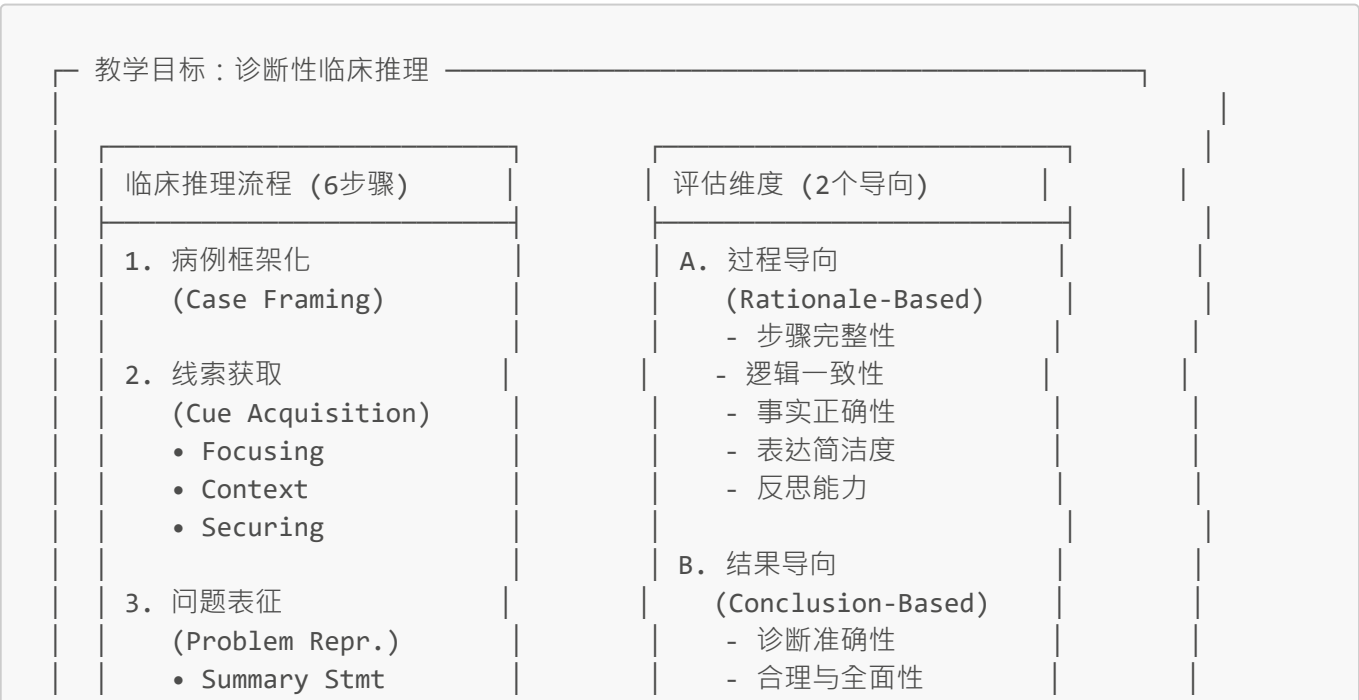 教学目标：诊断性临床推理
临床推理流程 (6步骤)
1. 病例框架化
(Case Framing)
2. 线索获取
(Cue Acquisition)
• Focusing
• Context
• Securing
3. 问题表征
(Problem Repr.)
• Summary Stmt
评估维度 (2个导向)
A. 过程导向
(Rationale-Based)
- 步骤完整性
- 逻辑一致性
- 事实正确性
- 表达简洁度
- 反思能力
B. 结果导向
(Conclusion-Based)
- 诊断准确性
- 合理与全面性